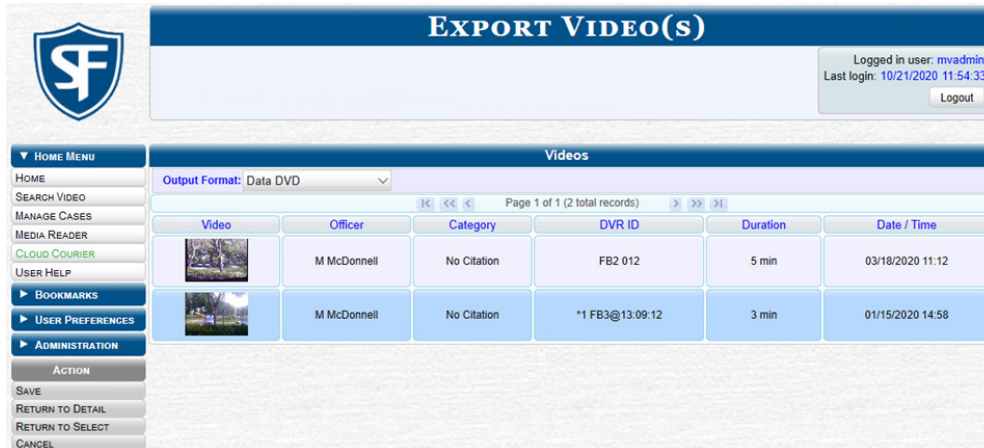 EXPORT VIDEO(S)
SF
Logged in user: mvadmin
Last login: 10/21/2020 11:54:33
Logout
▼ HOME MENU
HOME
SEARCH VIDEO
MANAGE CASES
MEDIA READER
CLOUD COURIER
USER HELP
▶ BOOKMARKS
▶ USER PREFERENCES
▶ ADMINISTRATION
ACTION
SAVE
RETURN TO DETAIL
RETURN TO SELECT
CANCEL
Videos
Output Format: Data DVD
Page 1 of 1 (2 total records)
Video Officer Category DVR ID Duration Date / Time
M McDonnell No Citation FB2 012 5 min 03/18/2020 11:12
M McDonnell No Citation *1 FB3@13:09:12 3 min 01/15/2020 14:58